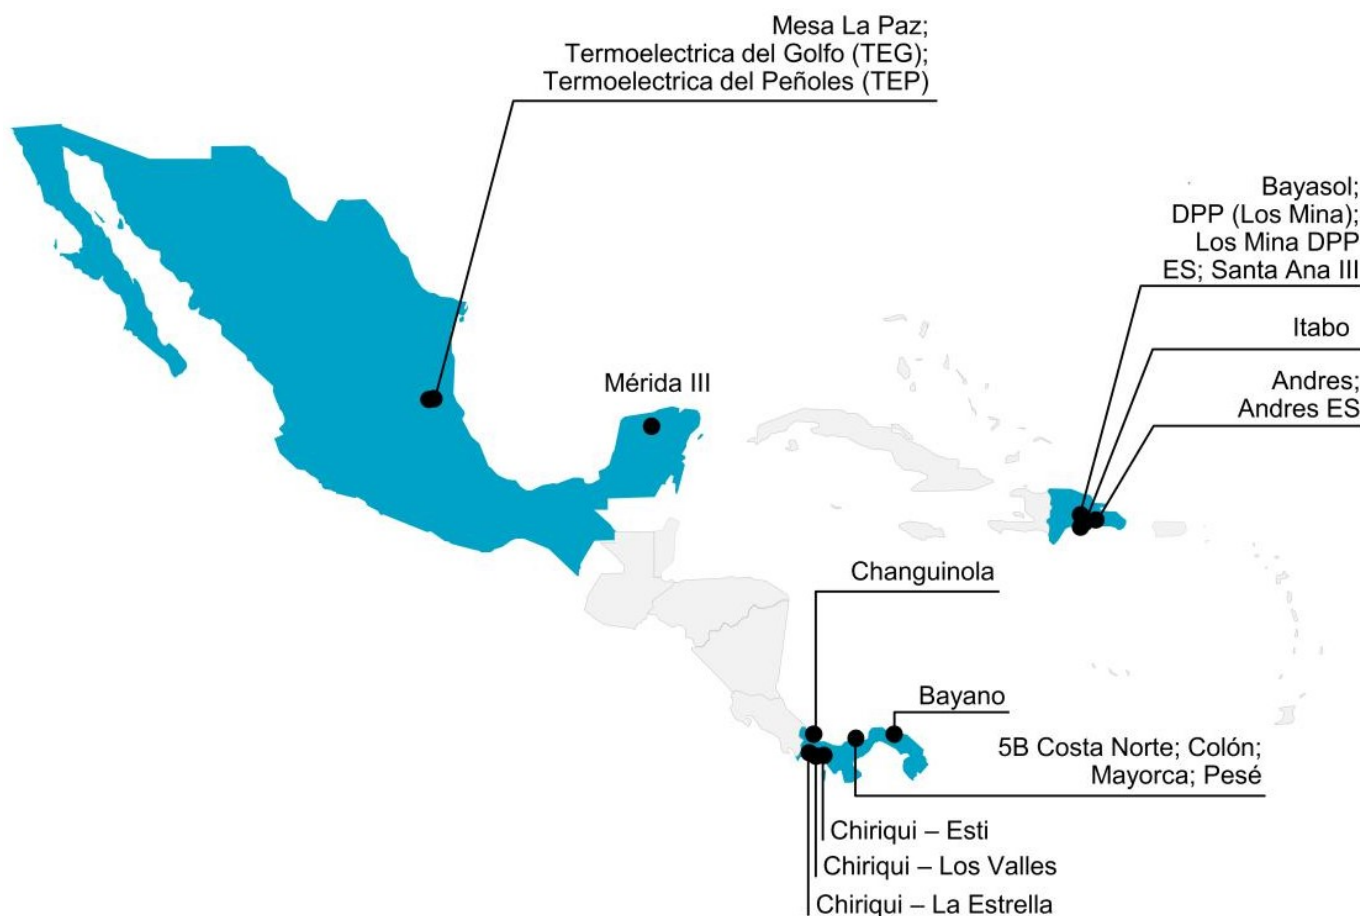 Mesa La Paz;
Termoelectrica del Golfo (TEG);
Termoelectrica del Peñoles (TEP)
Bayasol;
DPP (Los Mina);
Los Mina DPP
ES; Santa Ana III
Itabo
Andres;
Andres ES
Mérida III
Changuinola
Bayano
5B Costa Norte; Colón;
Mayorca; Pesé
Chiriqui – Esti
Chiriqui – Los Valles
Chiriqui – La Estrella